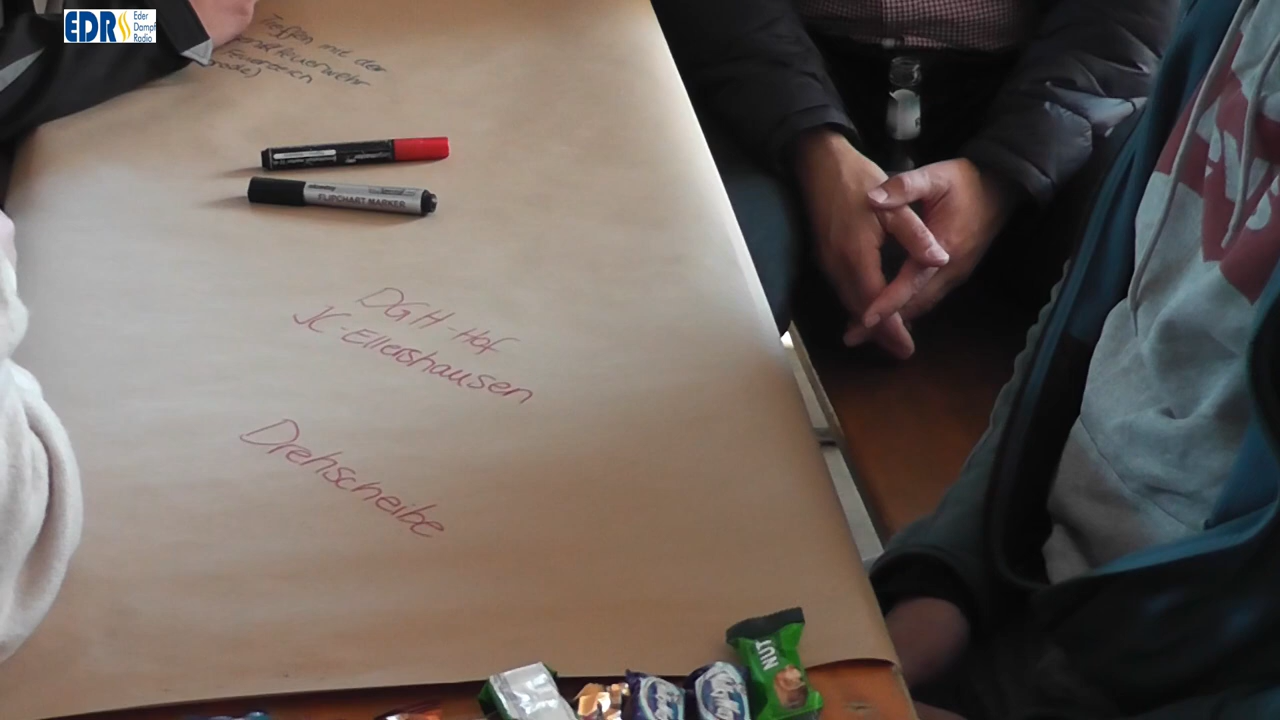 EDR Eder
Dampf
Radio
Treffen mit der
Feuerwehr
FLIPCHART MARKER
DGH-Hof
JC-Ellershausen
Drehscheibe
NUT